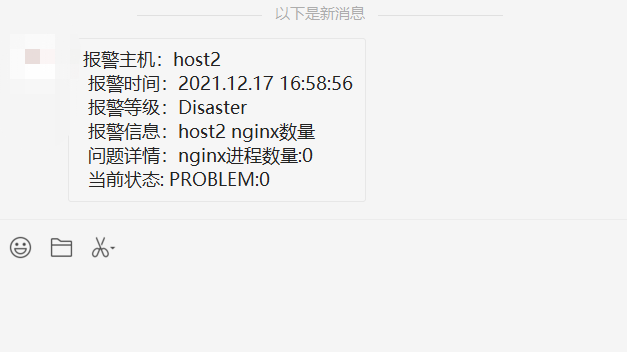 以下是新消息
报警主机：host2
报警时间：2021.12.17 16:58:56
报警等级：Disaster
报警信息：host2 nginx数量
问题详情：nginx进程数量:0
当前状态: PROBLEM:0